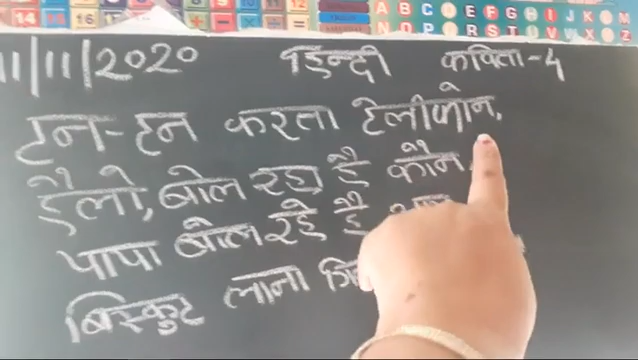 11/11/2020 हिन्दी कविता-4
टन-टन करता टेलीफोन,
हैलो, बोल रहा है कौन
पापा बोल रहे है
बिस्कुट लाना